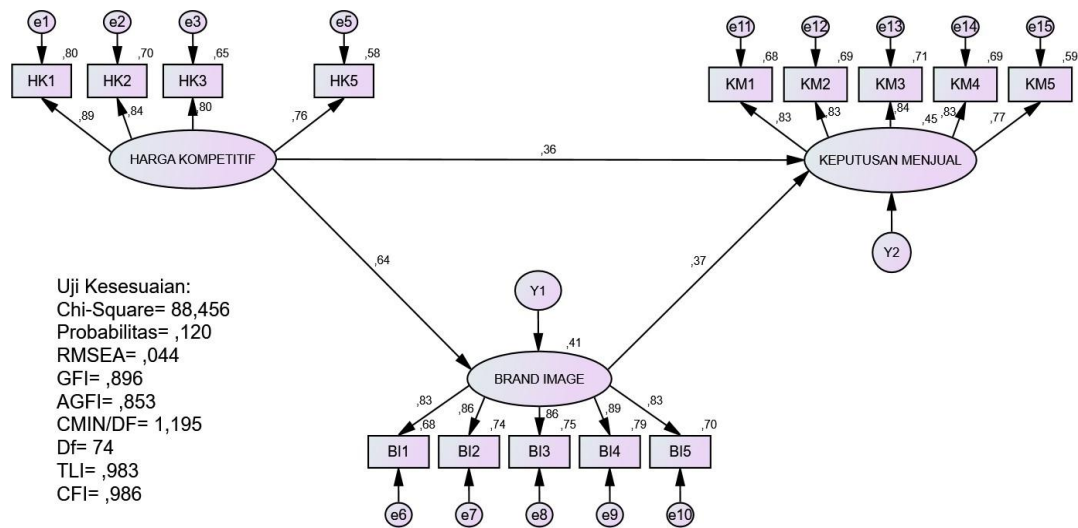 e1 e2 e3 e5 e11 e12 e13 e14 e15
,80 ,70 ,65 ,58 ,68 ,69 ,71 ,69 ,59
HK1 HK2 HK3 HK5 KM1 KM2 KM3 KM4 KM5
,89 ,84 ,80 ,76 ,83 ,83 ,84 ,83 ,77
,45
HARGA KOMPETITIF ,36 KEPUTUSAN MENJUAL
,64 ,37
Y2
Y1
,41
BRAND IMAGE
,83 ,86 ,86 ,89 ,83
,68 ,74 ,75 ,79 ,70
BI1 BI2 BI3 BI4 BI5
e6 e7 e8 e9 e10
Uji Kesesuaian:
Chi-Square= 88,456
Probabilitas= ,120
RMSEA= ,044
GFI= ,896
AGFI= ,853
CMIN/DF= 1,195
Df= 74
TLI= ,983
CFI= ,986